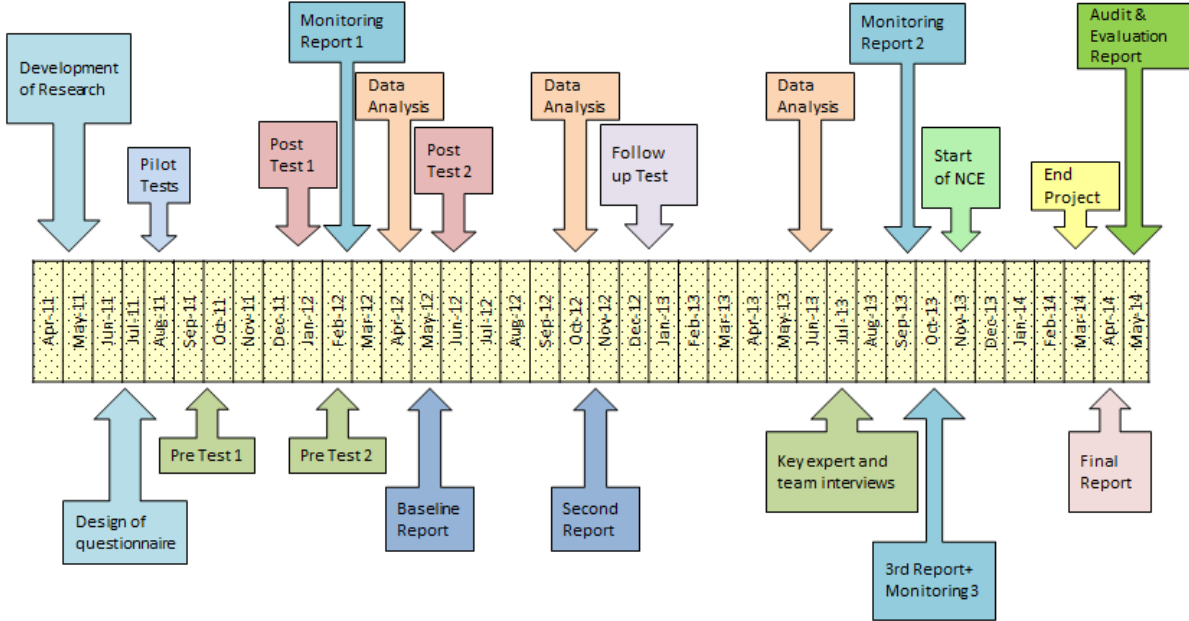 Development
of Research
Pilot
Tests
Post
Test 1
Monitoring
Report 1
Data
Analysis
Post
Test 2
Data
Analysis
Follow
up Test
Data
Analysis
Monitoring
Report 2
Start
of NCE
End
Project
Audit &
Evaluation
Report
Apr-11
May-11
Jun-11
Jul-11
Aug-11
Sep-11
Oct-11
Nov-11
Dec-11
Jan-12
Feb-12
Mar-12
Apr-12
May-12
Jun-12
Jul-12
Aug-12
Sep-12
Oct-12
Nov-12
Dec-12
Jan-13
Feb-13
Mar-13
Apr-13
May-13
Jun-13
Jul-13
Aug-13
Sep-13
Oct-13
Nov-13
Dec-13
Jan-14
Feb-14
Mar-14
Apr-14
May-14
Design of
questionnaire
Pre Test 1
Pre Test 2
Baseline
Report
Second
Report
Key expert and
team interviews
3rd Report+
Monitoring 3
Final
Report